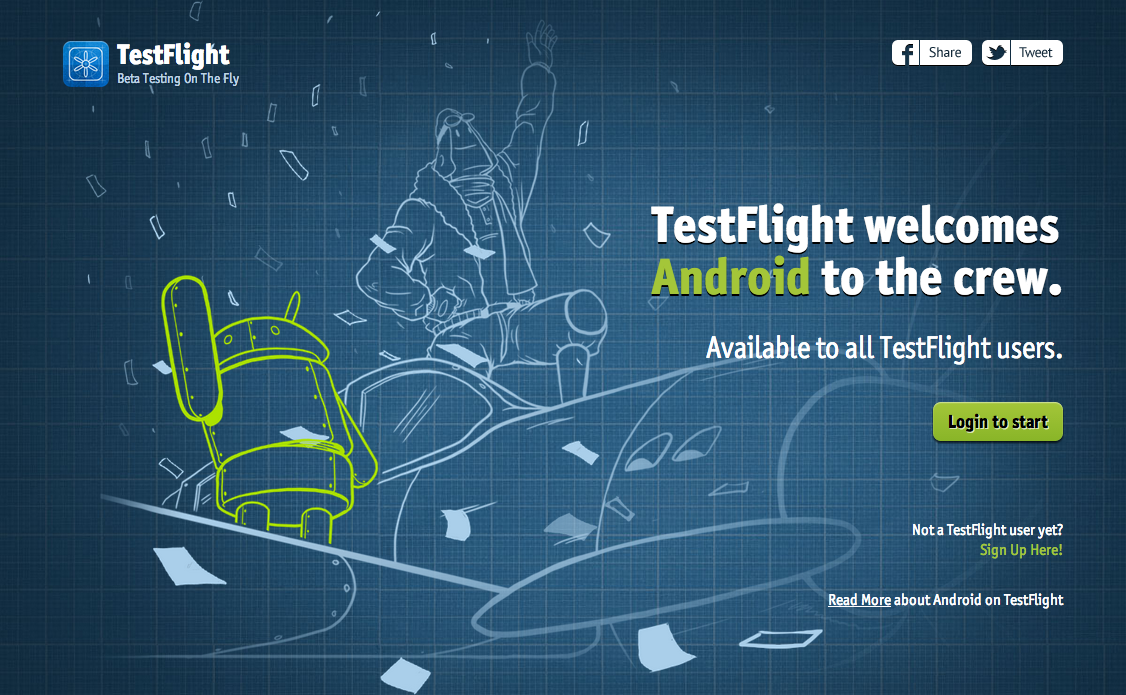 TestFlight
Beta Testing On The Fly
Share
Tweet
TestFlight welcomes
Android to the crew.
Available to all TestFlight users.
Login to start
Not a TestFlight user yet?
Sign Up Here!
Read More about Android on TestFlight